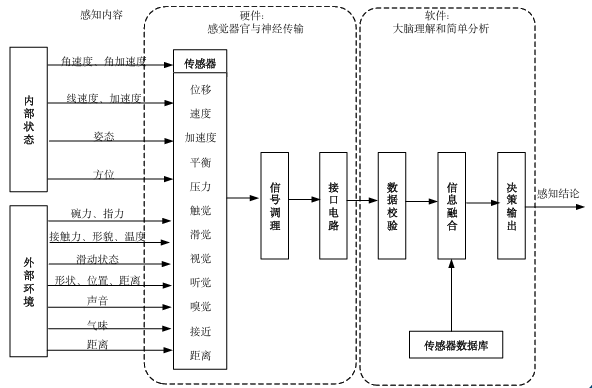 感知内容
硬件:
感觉器官与神经传输
软件:
大脑理解和简单分析
内部状态
角速度、角加速度
线速度、加速度
姿态
方位
外部环境
碗力、指力
接触力、形貌、温度
滑动状态
形状、位置、距离
声音
气味
距离
传感器
位移
速度
加速度
平衡
压力
触觉
滑觉
视觉
听觉
嗅觉
接近
距离
信号调理
接口电路
数据校验
信息融合
决策输出
感知结论
传感器数据库